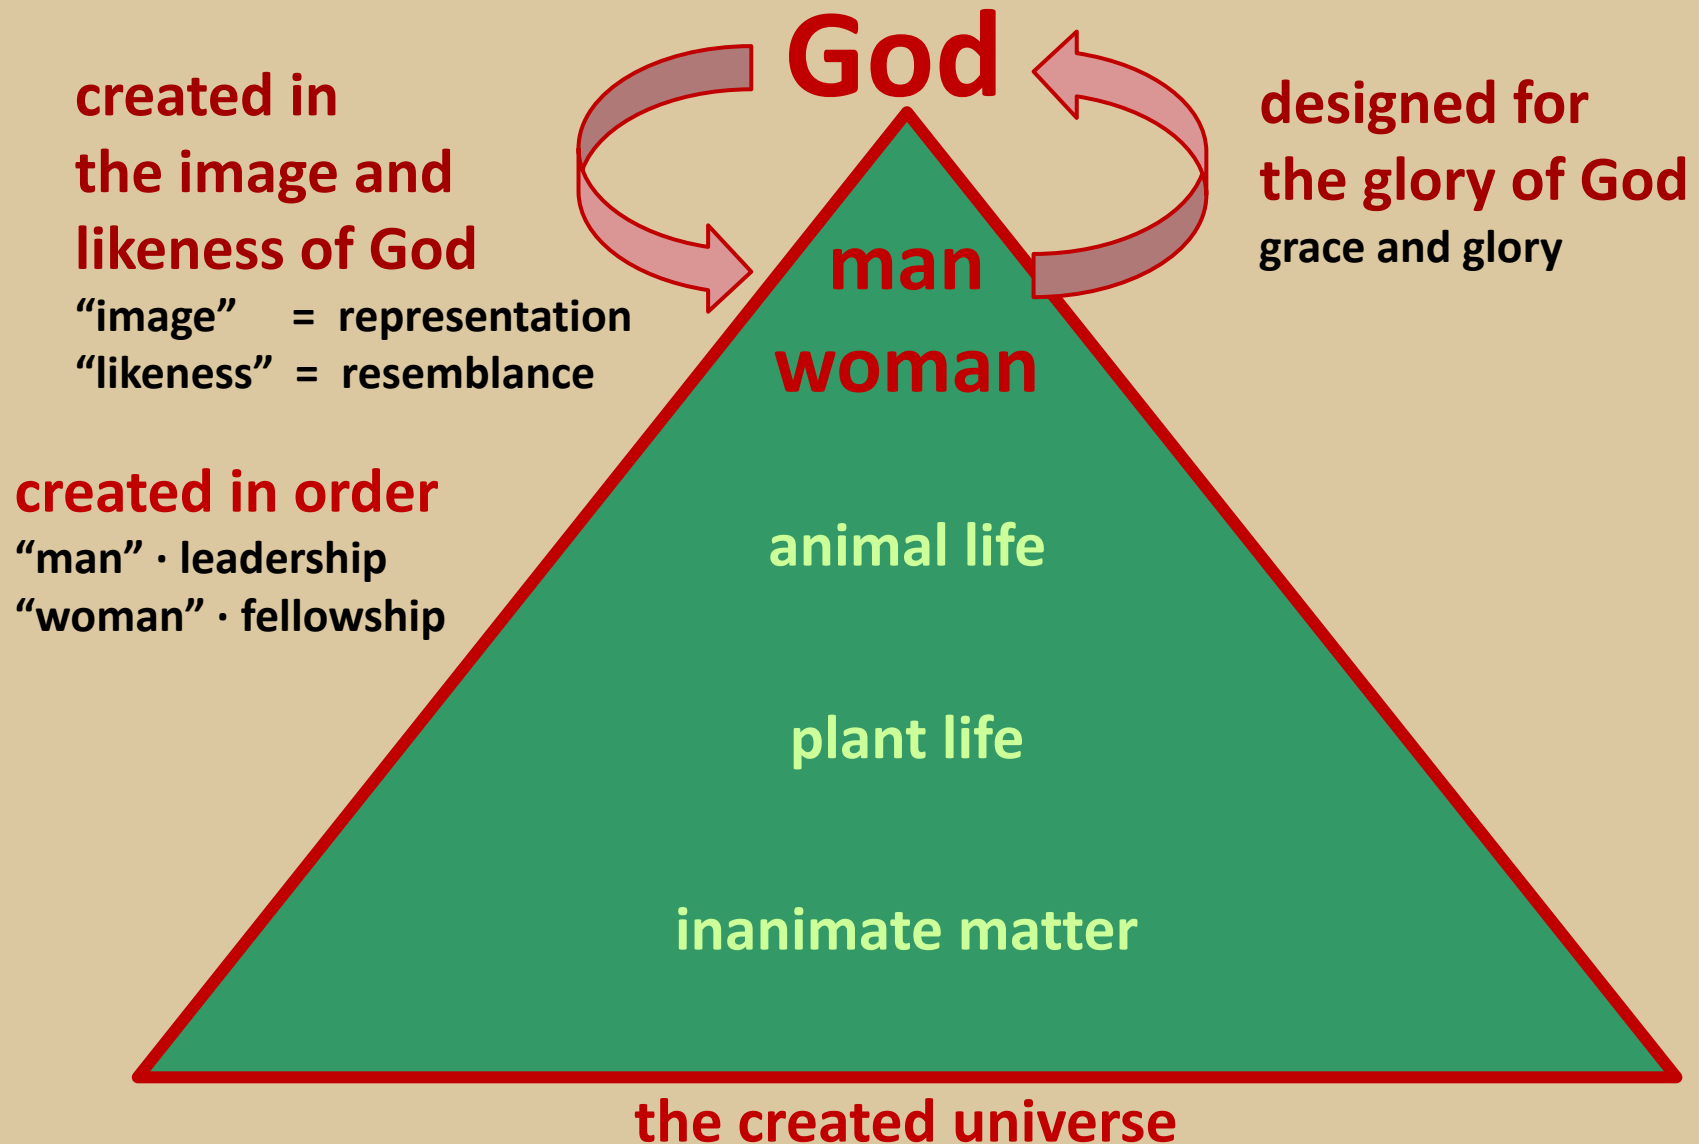 God
created in
the image and
likeness of God
“image” = representation
“likeness” = resemblance
created in order
“man” · leadership
“woman” · fellowship
designed for
the glory of God
grace and glory
man
woman
animal life
plant life
inanimate matter
the created universe